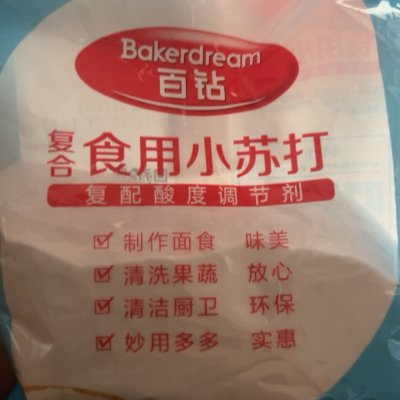 Bakerdream
百钻
复合 食用小苏打
复配酸度调节剂
制作面食 味美
清洗果蔬 放心
清洁厨卫 环保
妙用多多 实惠